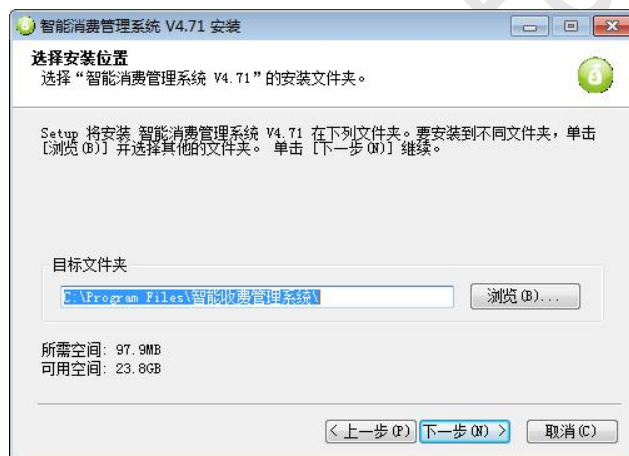 智能消费管理系统 V4.71 安装
选择安装位置
选择“智能消费管理系统 V4.71”的安装文件夹。
Setup 将安装 智能消费管理系统 V4.71 在下列文件夹。要安装到不同文件夹，单击
[浏览(B)] 并选择其他的文件夹。 单击 [下一步(N)] 继续。
目标文件夹
C:\Program Files\智能收费管理系统\
浏览(B)...
所需空间: 97.9MB
可用空间: 23.8GB
< 上一步(P) 下一步(N) > 取消(C)